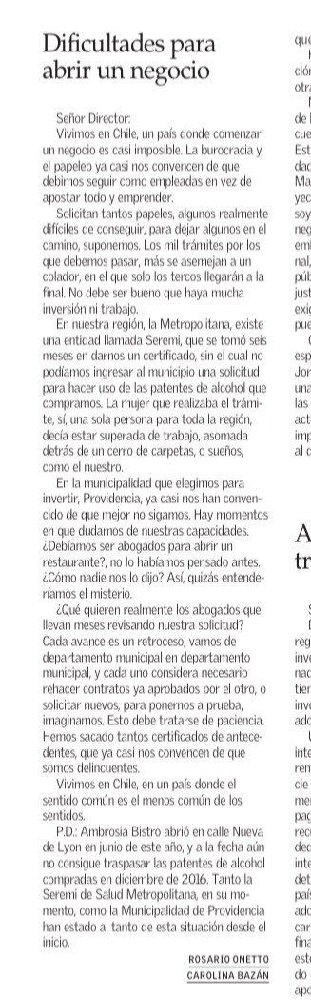 Dificultades para
abrir un negocio
Señor Director:
Vivimos en Chile, un país donde comenzar
un negocio es casi imposible. La burocracia y
el papeleo ya casi nos convencen de que
debimos seguir como empleadas en vez de
apostar todo y emprender.
Solicitan tantos papeles, algunos realmente
difíciles de conseguir, para dejar algunos en el
camino, suponemos. Los mil trámites por los
que debemos pasar, más se asemejan a un
colador, en el que solo los tercos llegarán a la
final. No debe ser bueno que haya mucha
inversión ni trabajo.
En nuestra región, la Metropolitana, existe
una entidad llamada Seremi, que se tomó seis
meses en darnos un certificado, sin el cual no
podíamos ingresar al municipio una solicitud
para hacer uso de las patentes de alcohol que
compramos. La mujer que realizaba el trámi-
te, sí, una sola persona para toda la región,
decía estar superada de trabajo, asomada
detrás de un cerro de carpetas, o sueños,
como el nuestro.
En la municipalidad que elegimos para
invertir, Providencia, ya casi nos han conven-
cido de que mejor no sigamos. Hay momentos
en que dudamos de nuestras capacidades.
¿Debíamos ser abogados para abrir un
restaurante?, no lo habíamos pensado antes.
¿Cómo nadie nos lo dijo? Así, quizás entende-
ríamos el misterio.
¿Qué quieren realmente los abogados que
llevan meses revisando nuestra solicitud?
Cada avance es un retroceso, vamos de
departamento municipal en departamento
municipal, y cada uno considera necesario
rehacer contratos ya aprobados por el otro, o
solicitar nuevos, para ponernos a prueba,
imaginamos. Esto debe tratarse de paciencia.
Hemos sacado tantos certificados de antece-
dentes, que ya casi nos convencen de que
somos delincuentes.
Vivimos en Chile, en un país donde el
sentido común es el menos común de los
sentidos.
P.D.: Ambrosia Bistro abrió en calle Nueva
de Lyon en junio de este año, y a la fecha aún
no consigue traspasar las patentes de alcohol
compradas en diciembre de 2016. Tanto la
Seremi de Salud Metropolitana, en su mo-
mento, como la Municipalidad de Providencia
han estado al tanto de esta situación desde el
inicio.
ROSARIO ONETTO
CAROLINA BAZÁN